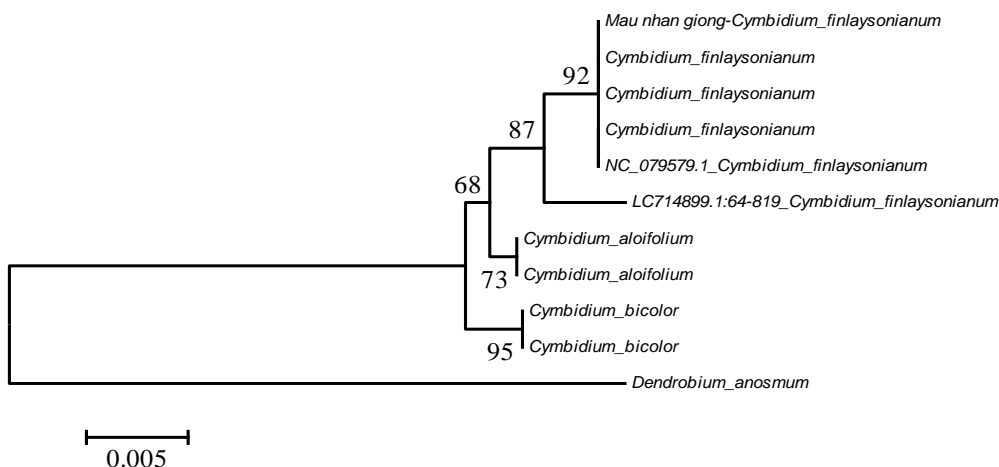 Mau nhan giong-Cymbidium_finlaysonianum
Cymbidium_finlaysonianum
Cymbidium_finlaysonianum
Cymbidium_finlaysonianum
NC_079579.1_Cymbidium_finlaysonianum
LC714899.1:64-819_Cymbidium_finlaysonianum
Cymbidium_aloifolium
Cymbidium_aloifolium
Cymbidium_bicolor
Cymbidium_bicolor
Dendrobium_anosmum
92
87
68
73
95
0.005